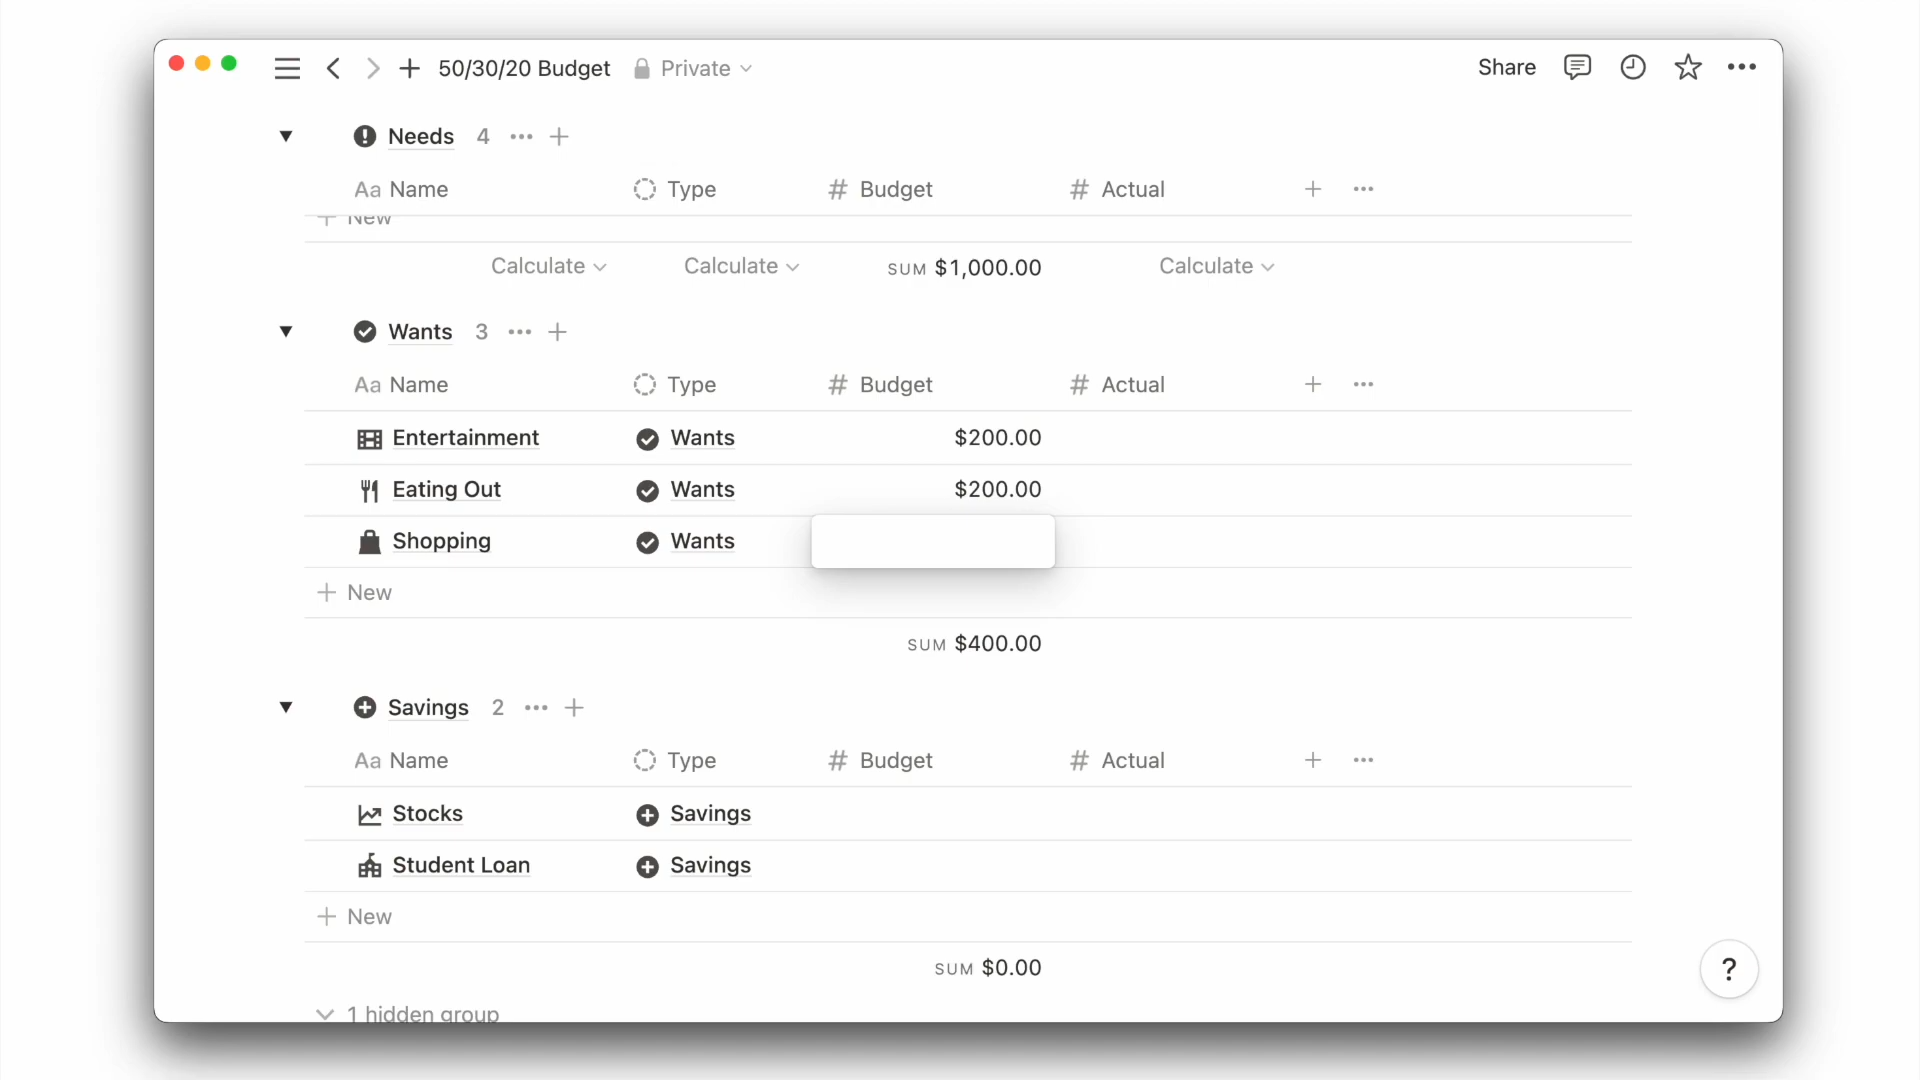 50/30/20 Budget Private Share
Needs 4
Aa Name Type # Budget # Actual
New
Calculate Calculate SUM $1,000.00 Calculate
Wants 3
Aa Name Type # Budget # Actual
Entertainment Wants $200.00
Eating Out Wants $200.00
Shopping Wants
New
SUM $400.00
Savings 2
Aa Name Type # Budget # Actual
Stocks Savings
Student Loan Savings
New
SUM $0.00
?
1 hidden group